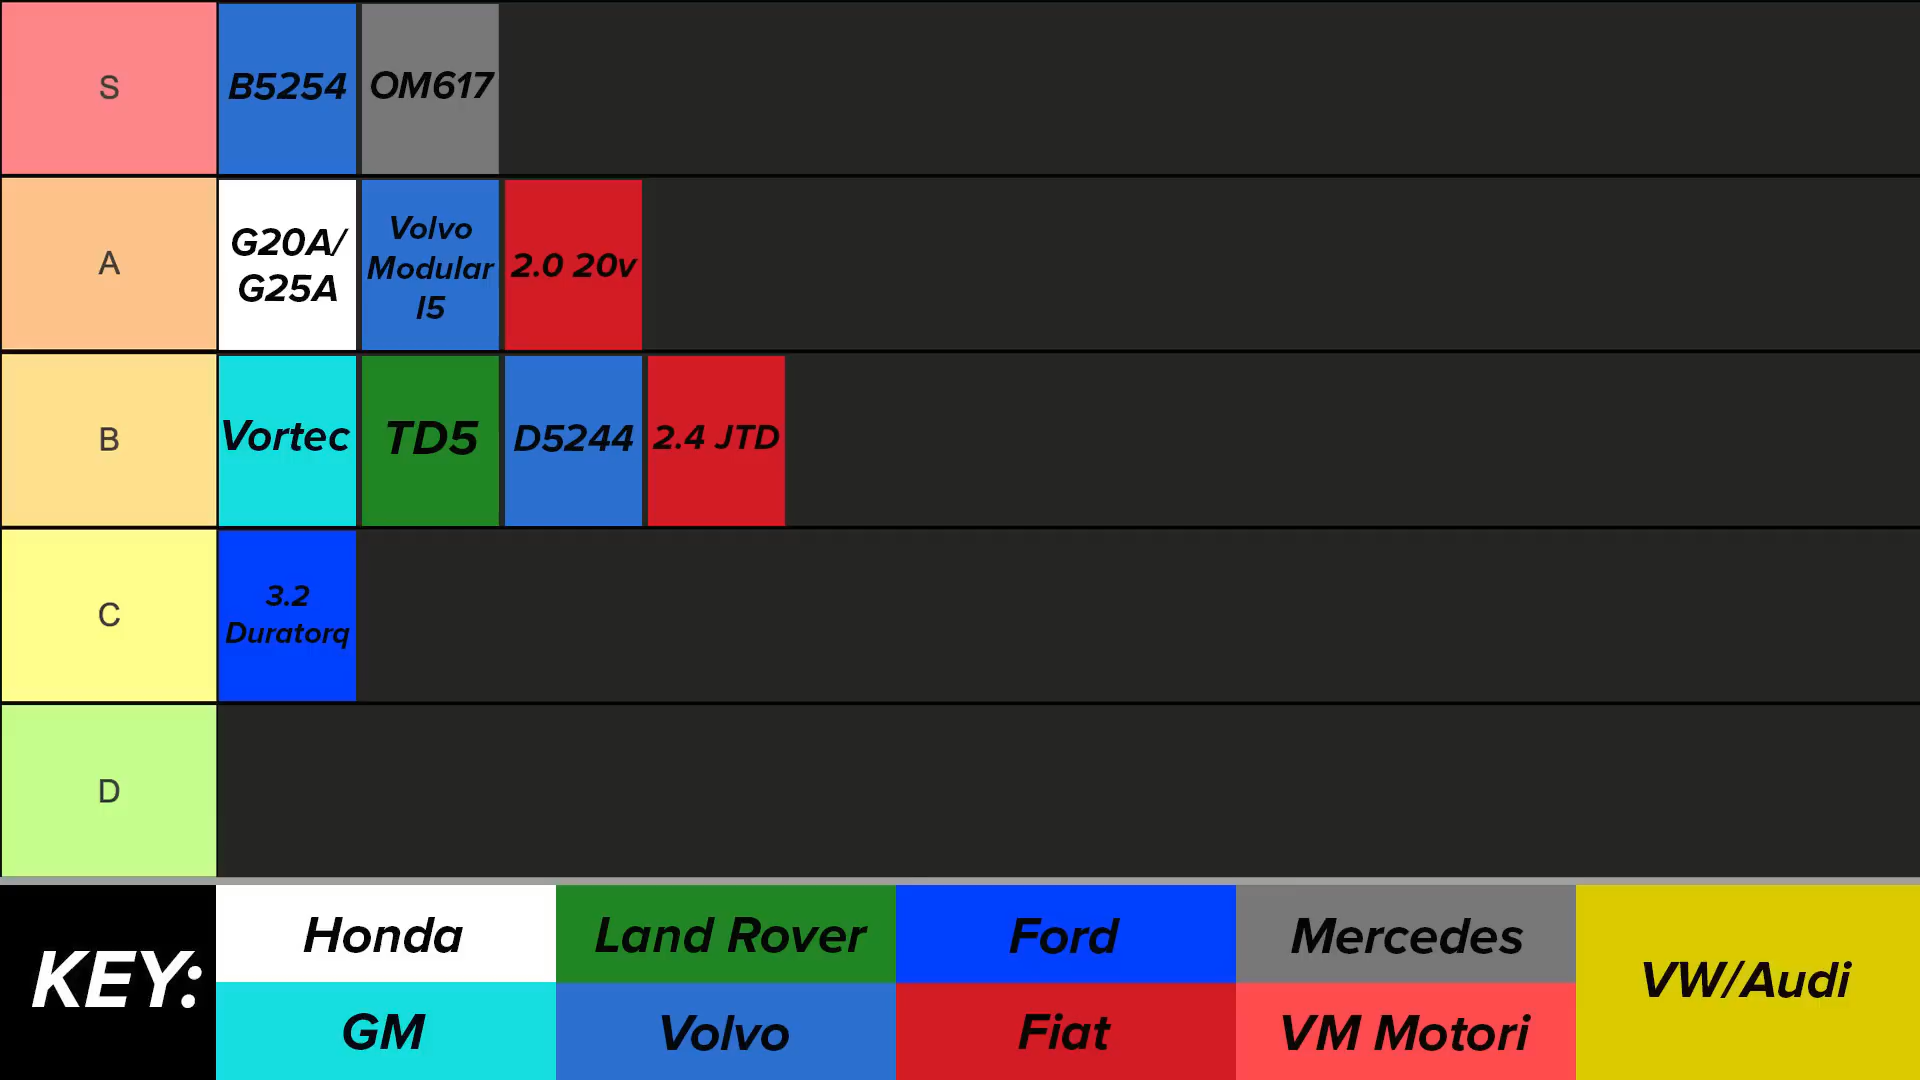 S
B5254
OM617
A
G20A/
G25A
Volvo
Modular
I5
2.0 20v
B
Vortec
TD5
D5244
2.4 JTD
C
3.2
Duratorq
D
KEY:
Honda
Land Rover
Ford
Mercedes
VW/Audi
GM
Volvo
Fiat
VM Motori